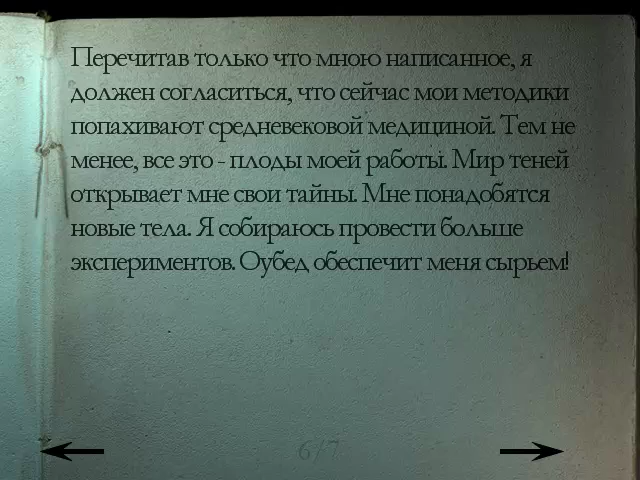 Перечитав только что мною написанное, я
должен согласиться, что сейчас мои методики
попахивают средневековой медициной. Тем не
менее, все это - плоды моей работы. Мир теней
открывает мне свои тайны. Мне понадобятся
новые тела. Я собираюсь провести больше
экспериментов. Оубед обеспечит меня сырьем!
6/7